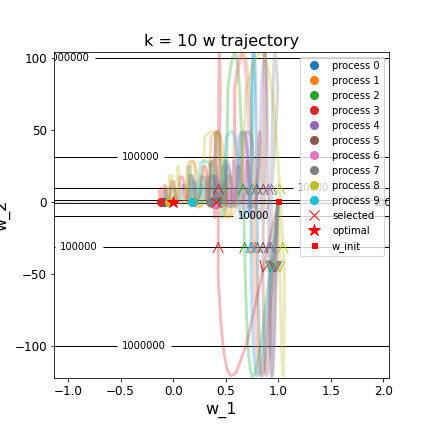 k = 10 w trajectory
100
50
0
−50
−100
w_2
000000
100000
10000
100000
1000000
process 0
process 1
process 2
process 3
process 4
process 5
process 6
process 7
process 8
process 9
selected
optimal
w_init
−1.0
−0.5
0.0
0.5
1.0
1.5
2.0
w_1